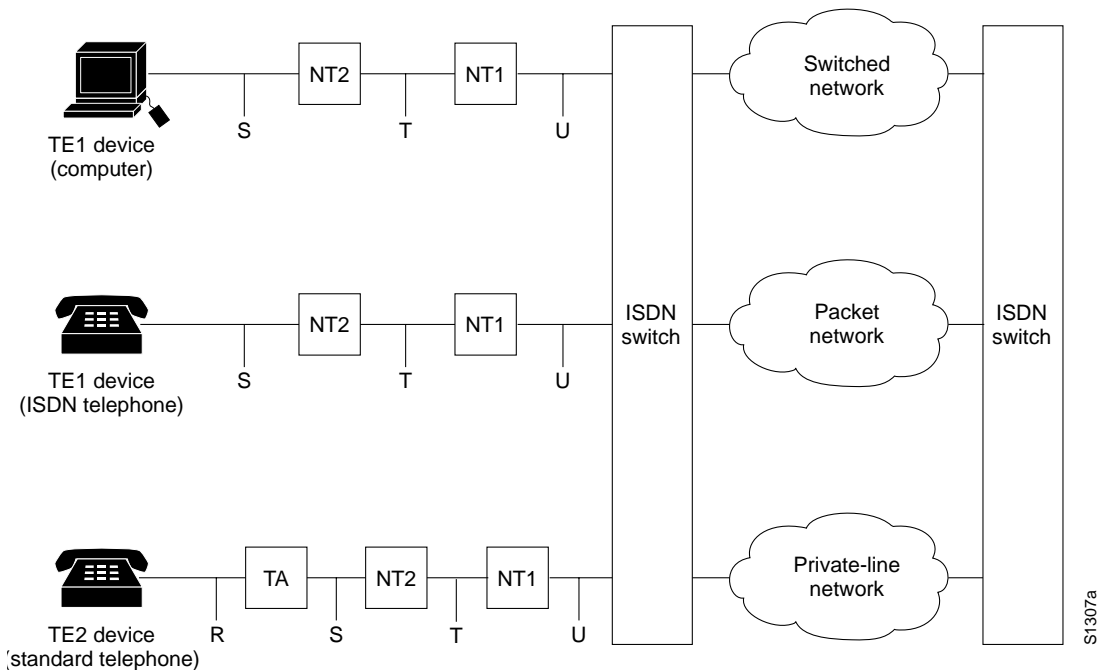 NT2
NT1
Switched
network
S
T
U
TE1 device
(computer)
NT2
NT1
ISDN
switch
Packet
network
ISDN
switch
S
T
U
TE1 device
(ISDN telephone)
TA
NT2
NT1
Private-line
network
R
S
T
U
TE2 device
(standard telephone)
S1307a